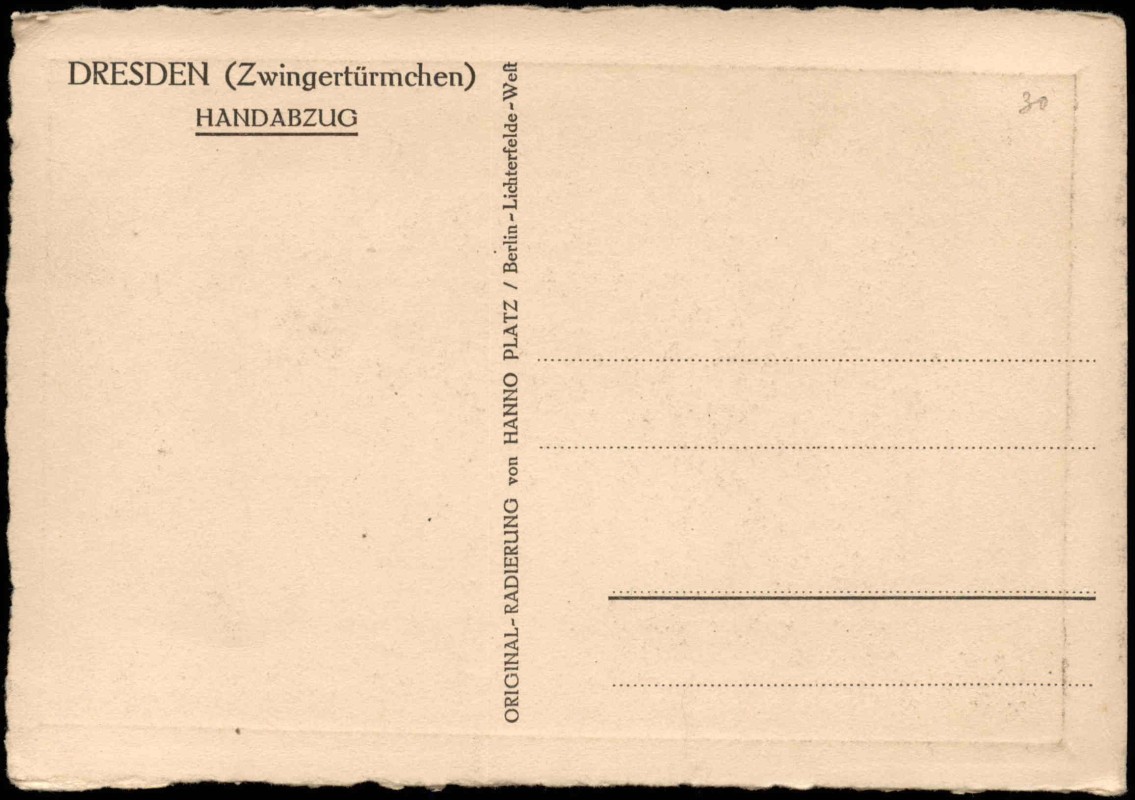 DRESDEN (Zwingertürmchen)
HANDABZUG
ORIGINAL-RADIERUNG von HANNO PLATZ / Berlin-Lichterfelde-Weſt
30